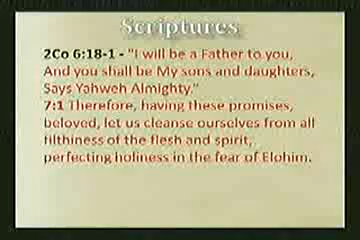 Scriptures
2Co 6:18-1 - "I will be a Father to you,
And you shall be My sons and daughters,
Says Yahweh Almighty."
7:1 Therefore, having these promises,
beloved, let us cleanse ourselves from all
filthiness of the flesh and spirit,
perfecting holiness in the fear of Elohim.